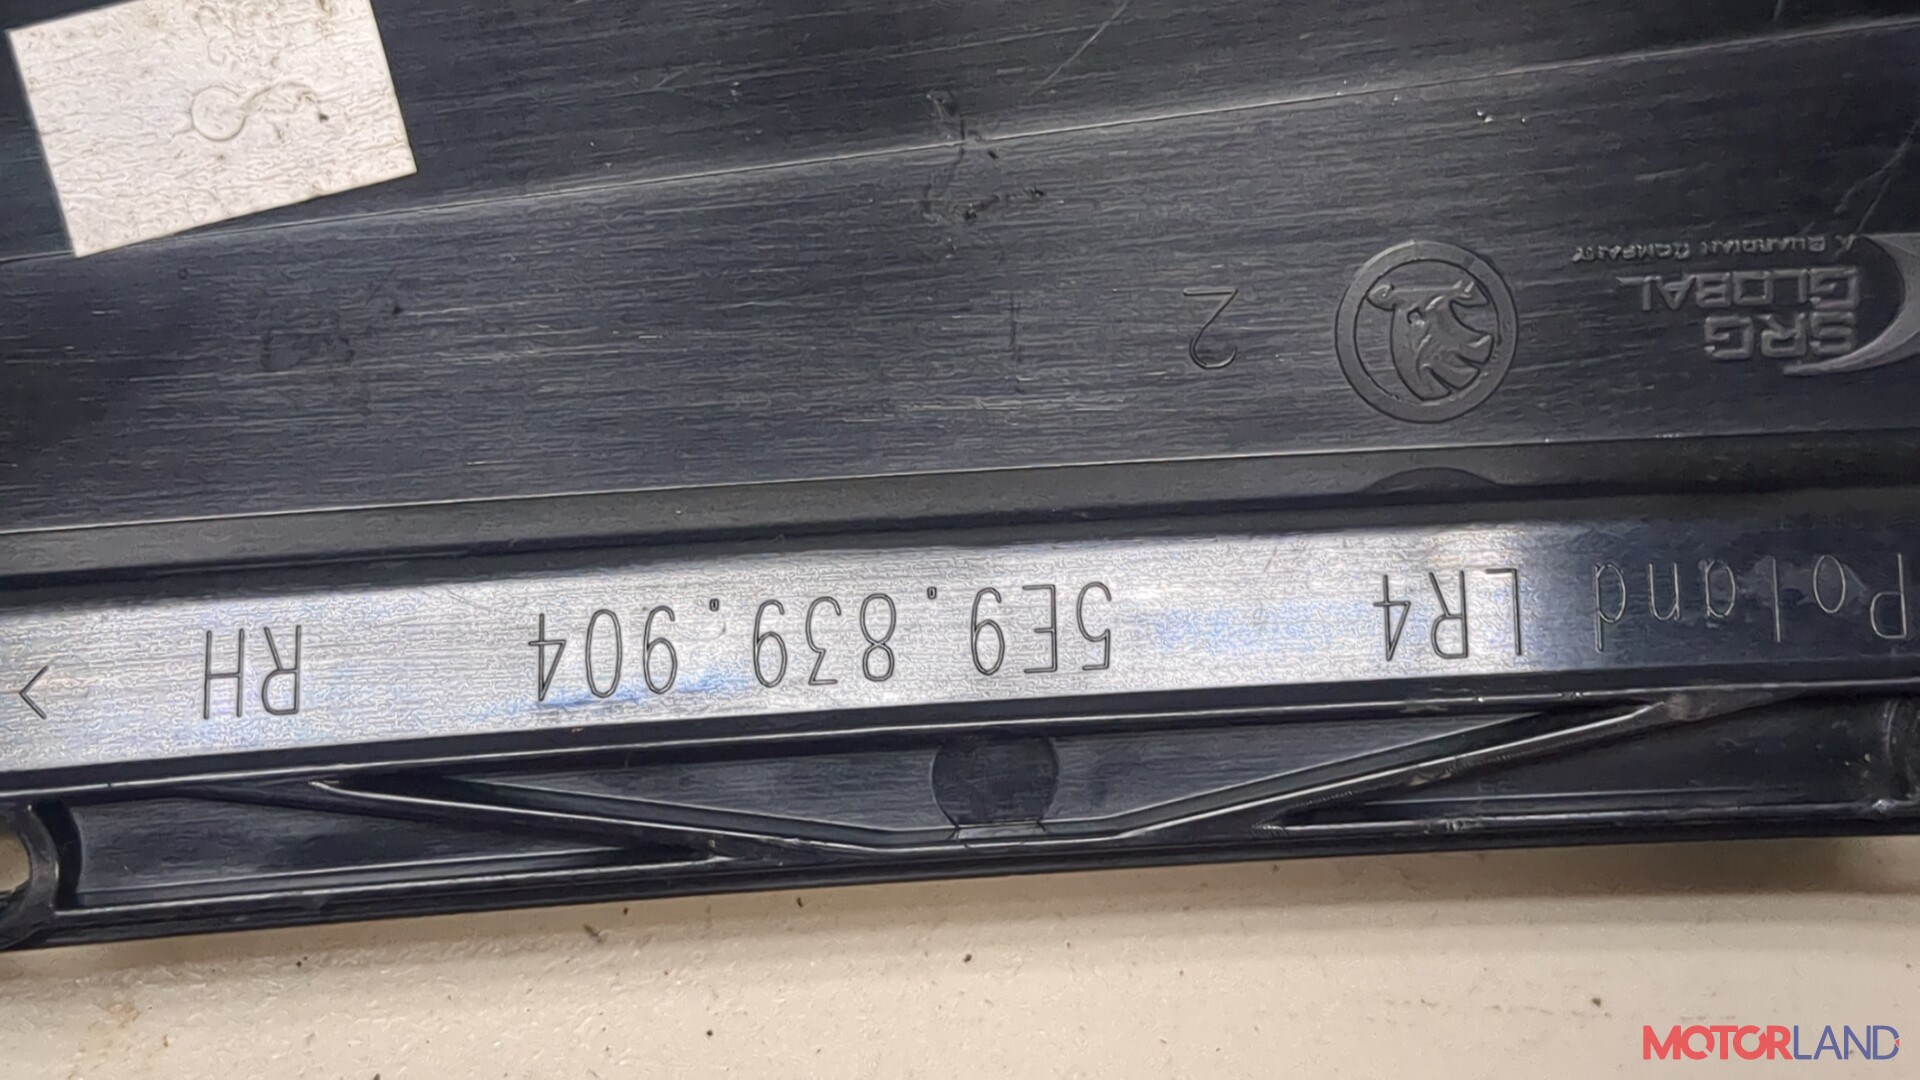 Poland LR4 5E9.839.904 RH >
SRG
GLOBAL
A GUARDIAN COMPANY
2
MOTORLAND